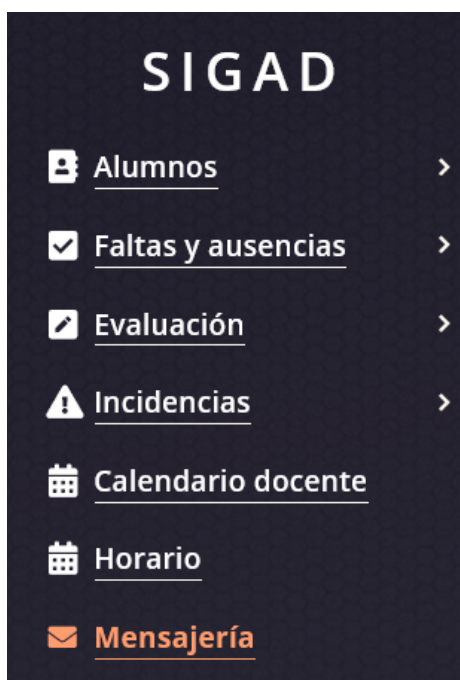 SIGAD
Alumnos
Faltas y ausencias
Evaluación
Incidencias
Calendario docente
Horario
Mensajería